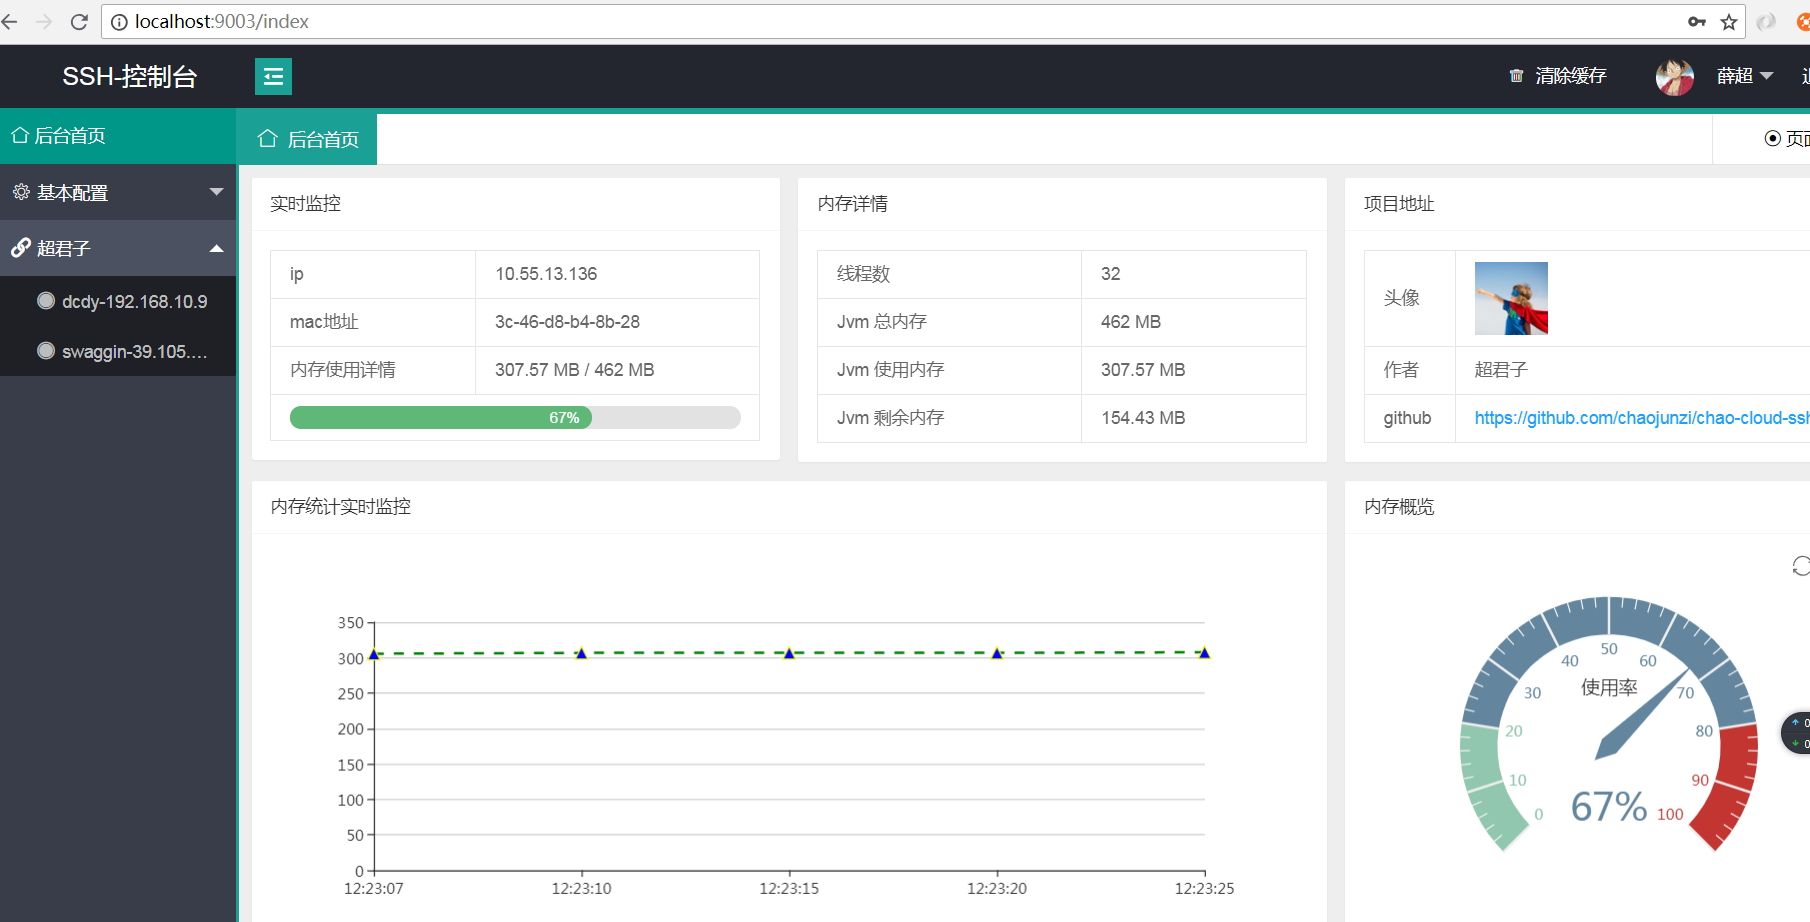 localhost:9003/index
SSH-控制台
清除缓存
薛超
后台首页
基本配置
超君子
dcdy-192.168.10.9
swaggin-39.105....
后台首页
页面
实时监控
ip 10.55.13.136
mac地址 3c-46-d8-b4-8b-28
内存使用详情 307.57 MB / 462 MB
67%
内存详情
线程数 32
Jvm 总内存 462 MB
Jvm 使用内存 307.57 MB
Jvm 剩余内存 154.43 MB
项目地址
头像
作者 超君子
github https://github.com/chaojunzi/chao-cloud-ssh
内存统计实时监控
350
300
250
200
150
100
50
0
12:23:07 12:23:10 12:23:15 12:23:20 12:23:25
内存概览
0
10
20
30
40
50
60
70
80
90
100
使用率
67%
0
0